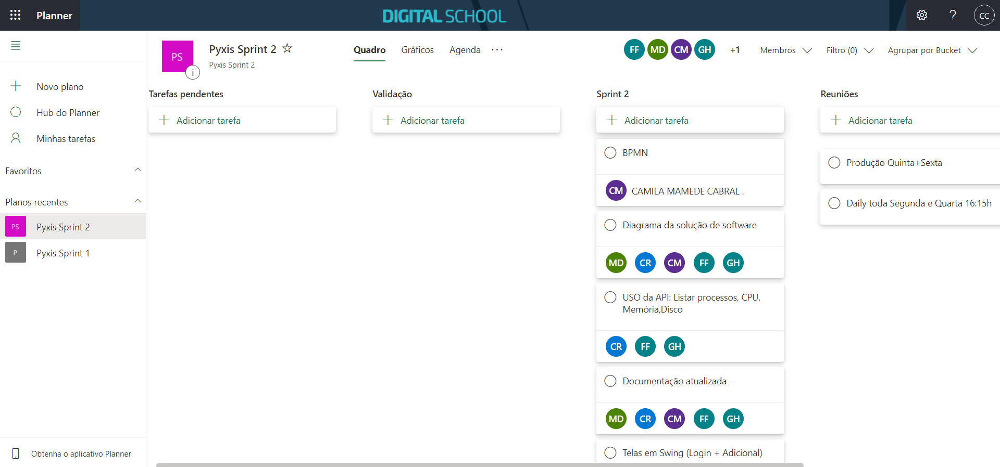 Planner
DIGITAL SCHOOL
?
CC
PS
i
Pyxis Sprint 2
Pyxis Sprint 2
Quadro
Gráficos
Agenda
...
FF
MD
CM
GH
+1
Membros
Filtro (0)
Agrupar por Bucket
Novo plano
Hub do Planner
Minhas tarefas
Favoritos
Planos recentes
PS
Pyxis Sprint 2
P
Pyxis Sprint 1
Obtenha o aplicativo Planner
Tarefas pendentes
Adicionar tarefa
Validação
Adicionar tarefa
Sprint 2
Adicionar tarefa
BPMN
CM
CAMILA MAMEDE CABRAL .
Diagrama da solução de software
MD
CR
CM
FF
GH
USO da API: Listar processos, CPU,
Memória,Disco
CR
FF
GH
Documentação atualizada
MD
CR
CM
FF
GH
Telas em Swing (Login + Adicional)
Reuniões
Adicionar tarefa
Produção Quinta+Sexta
Daily toda Segunda e Quarta 16:15h